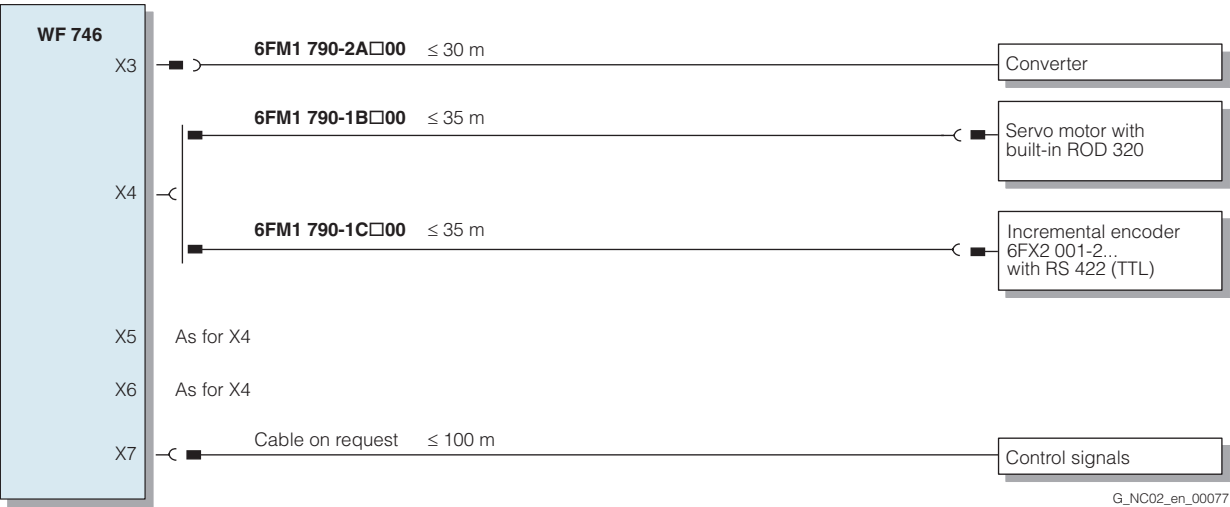 WF 746
X3
6FM1 790-2A□00 ≤ 30 m
Converter
6FM1 790-1B□00 ≤ 35 m
Servo motor with
built-in ROD 320
X4
6FM1 790-1C□00 ≤ 35 m
Incremental encoder
6FX2 001-2...
with RS 422 (TTL)
X5 As for X4
X6 As for X4
X7
Cable on request ≤ 100 m
Control signals
G_NC02_en_00077